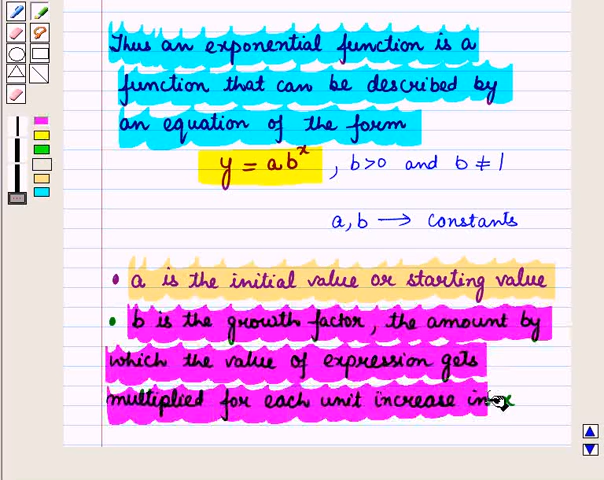 Thus an exponential function is a
function that can be described by
an equation of the form
y = abˣ , b>0 and b ≠ 1
a, b → constants
• a is the initial value or starting value
• b is the growth factor, the amount by
which the value of expression gets
multiplied for each unit increase in